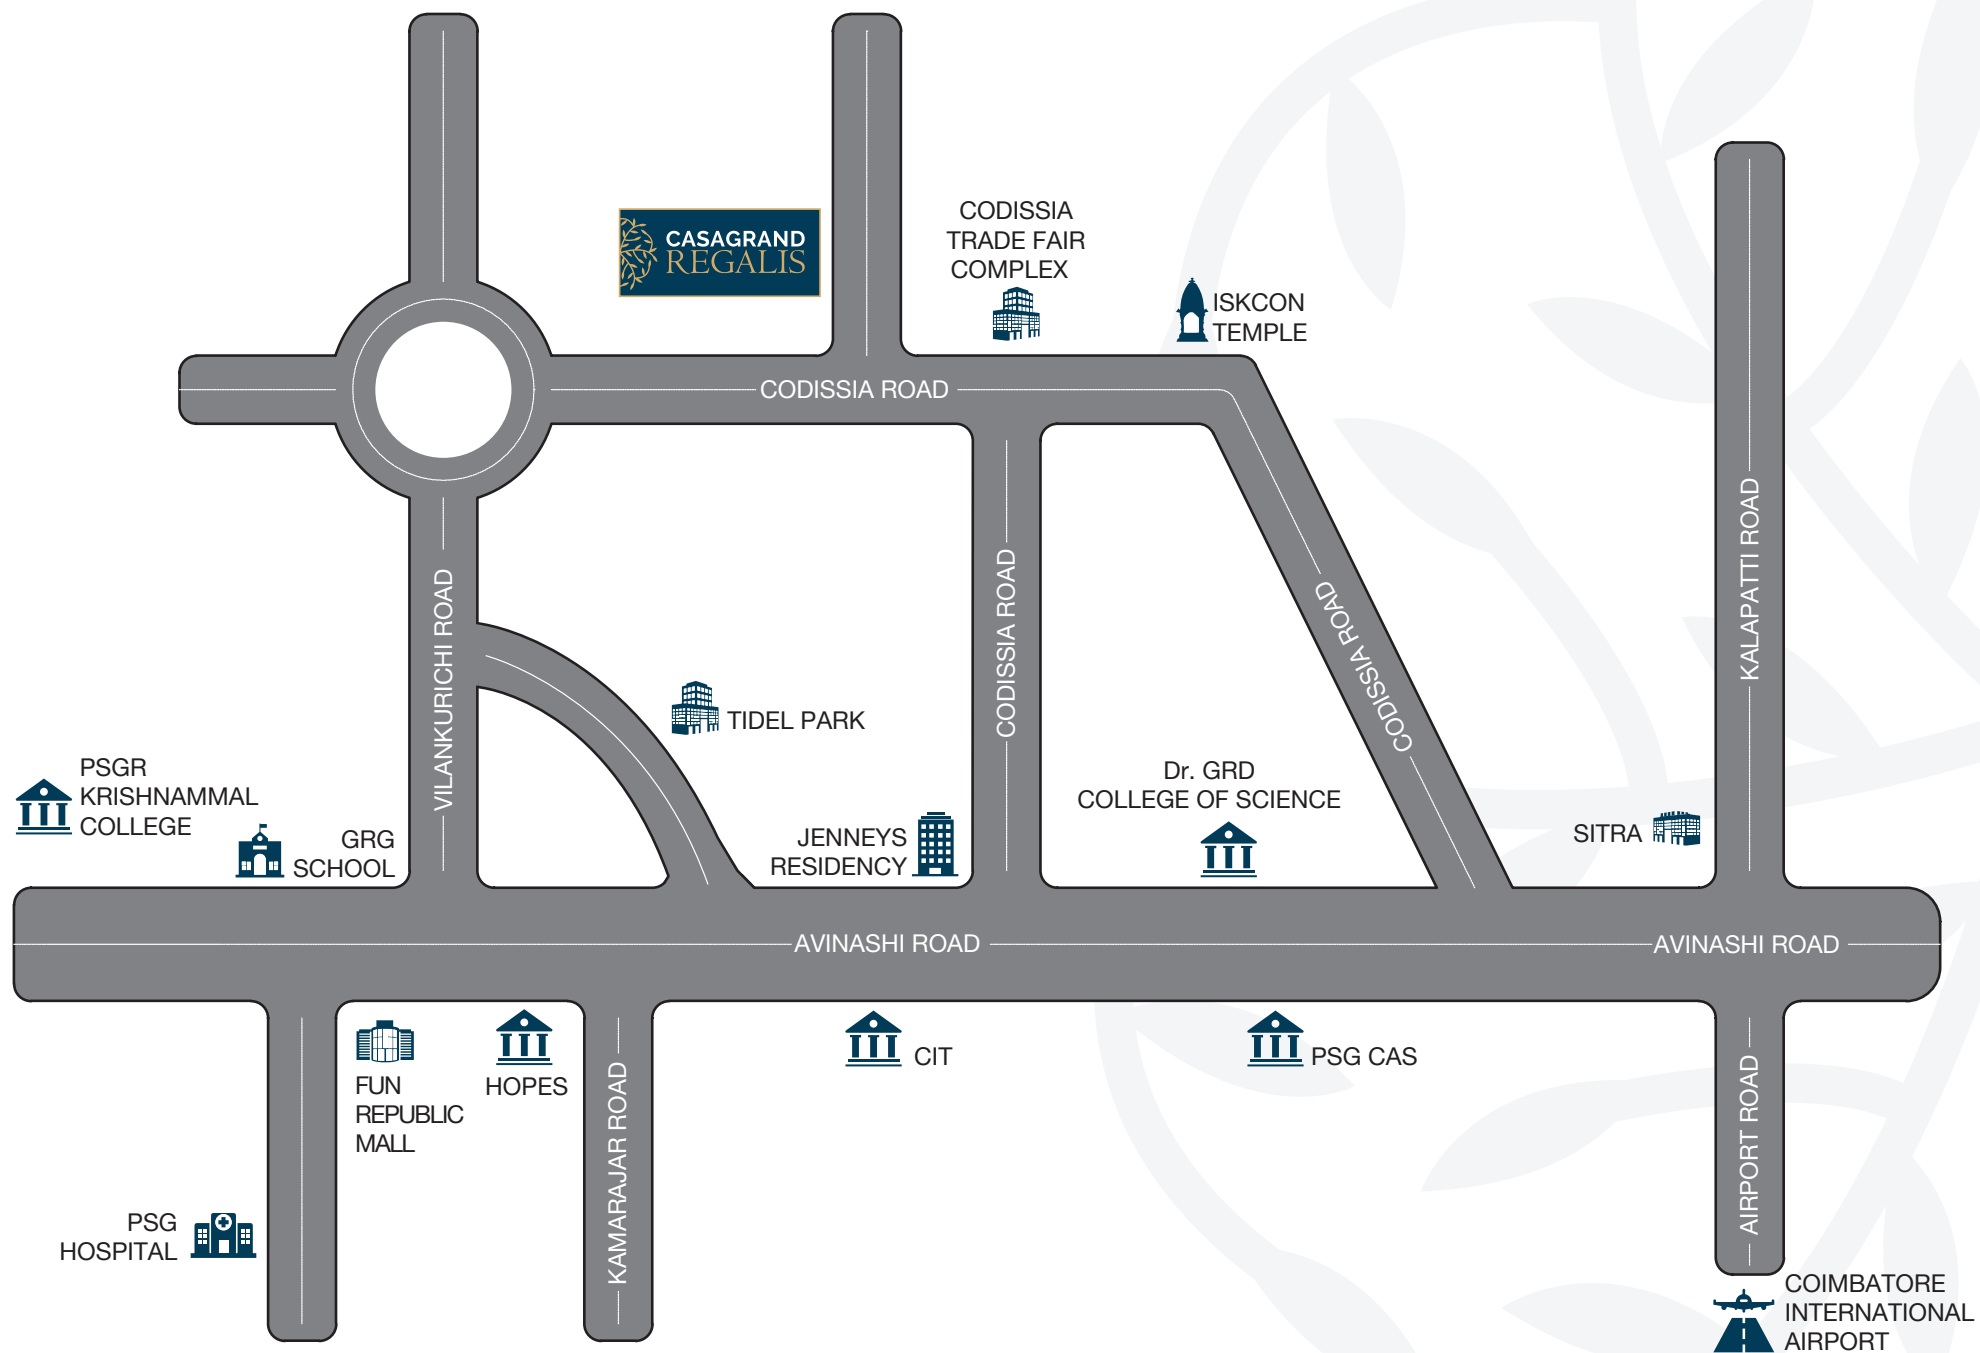 CASAGRAND
REGALIS
CODISSIA
TRADE FAIR
COMPLEX
ISKCON
TEMPLE
CODISSIA ROAD
VILANKURICHI ROAD
CODISSIA ROAD
CODISSIA ROAD
KALAPATTI ROAD
TIDEL PARK
PSGR
KRISHNAMMAL
COLLEGE
GRG
SCHOOL
JENNEYS
RESIDENCY
Dr. GRD
COLLEGE OF SCIENCE
SITRA
AVINASHI ROAD
AVINASHI ROAD
FUN
REPUBLIC
MALL
HOPES
KAMARAJAR ROAD
CIT
PSG CAS
AIRPORT ROAD
PSG
HOSPITAL
COIMBATORE
INTERNATIONAL
AIRPORT